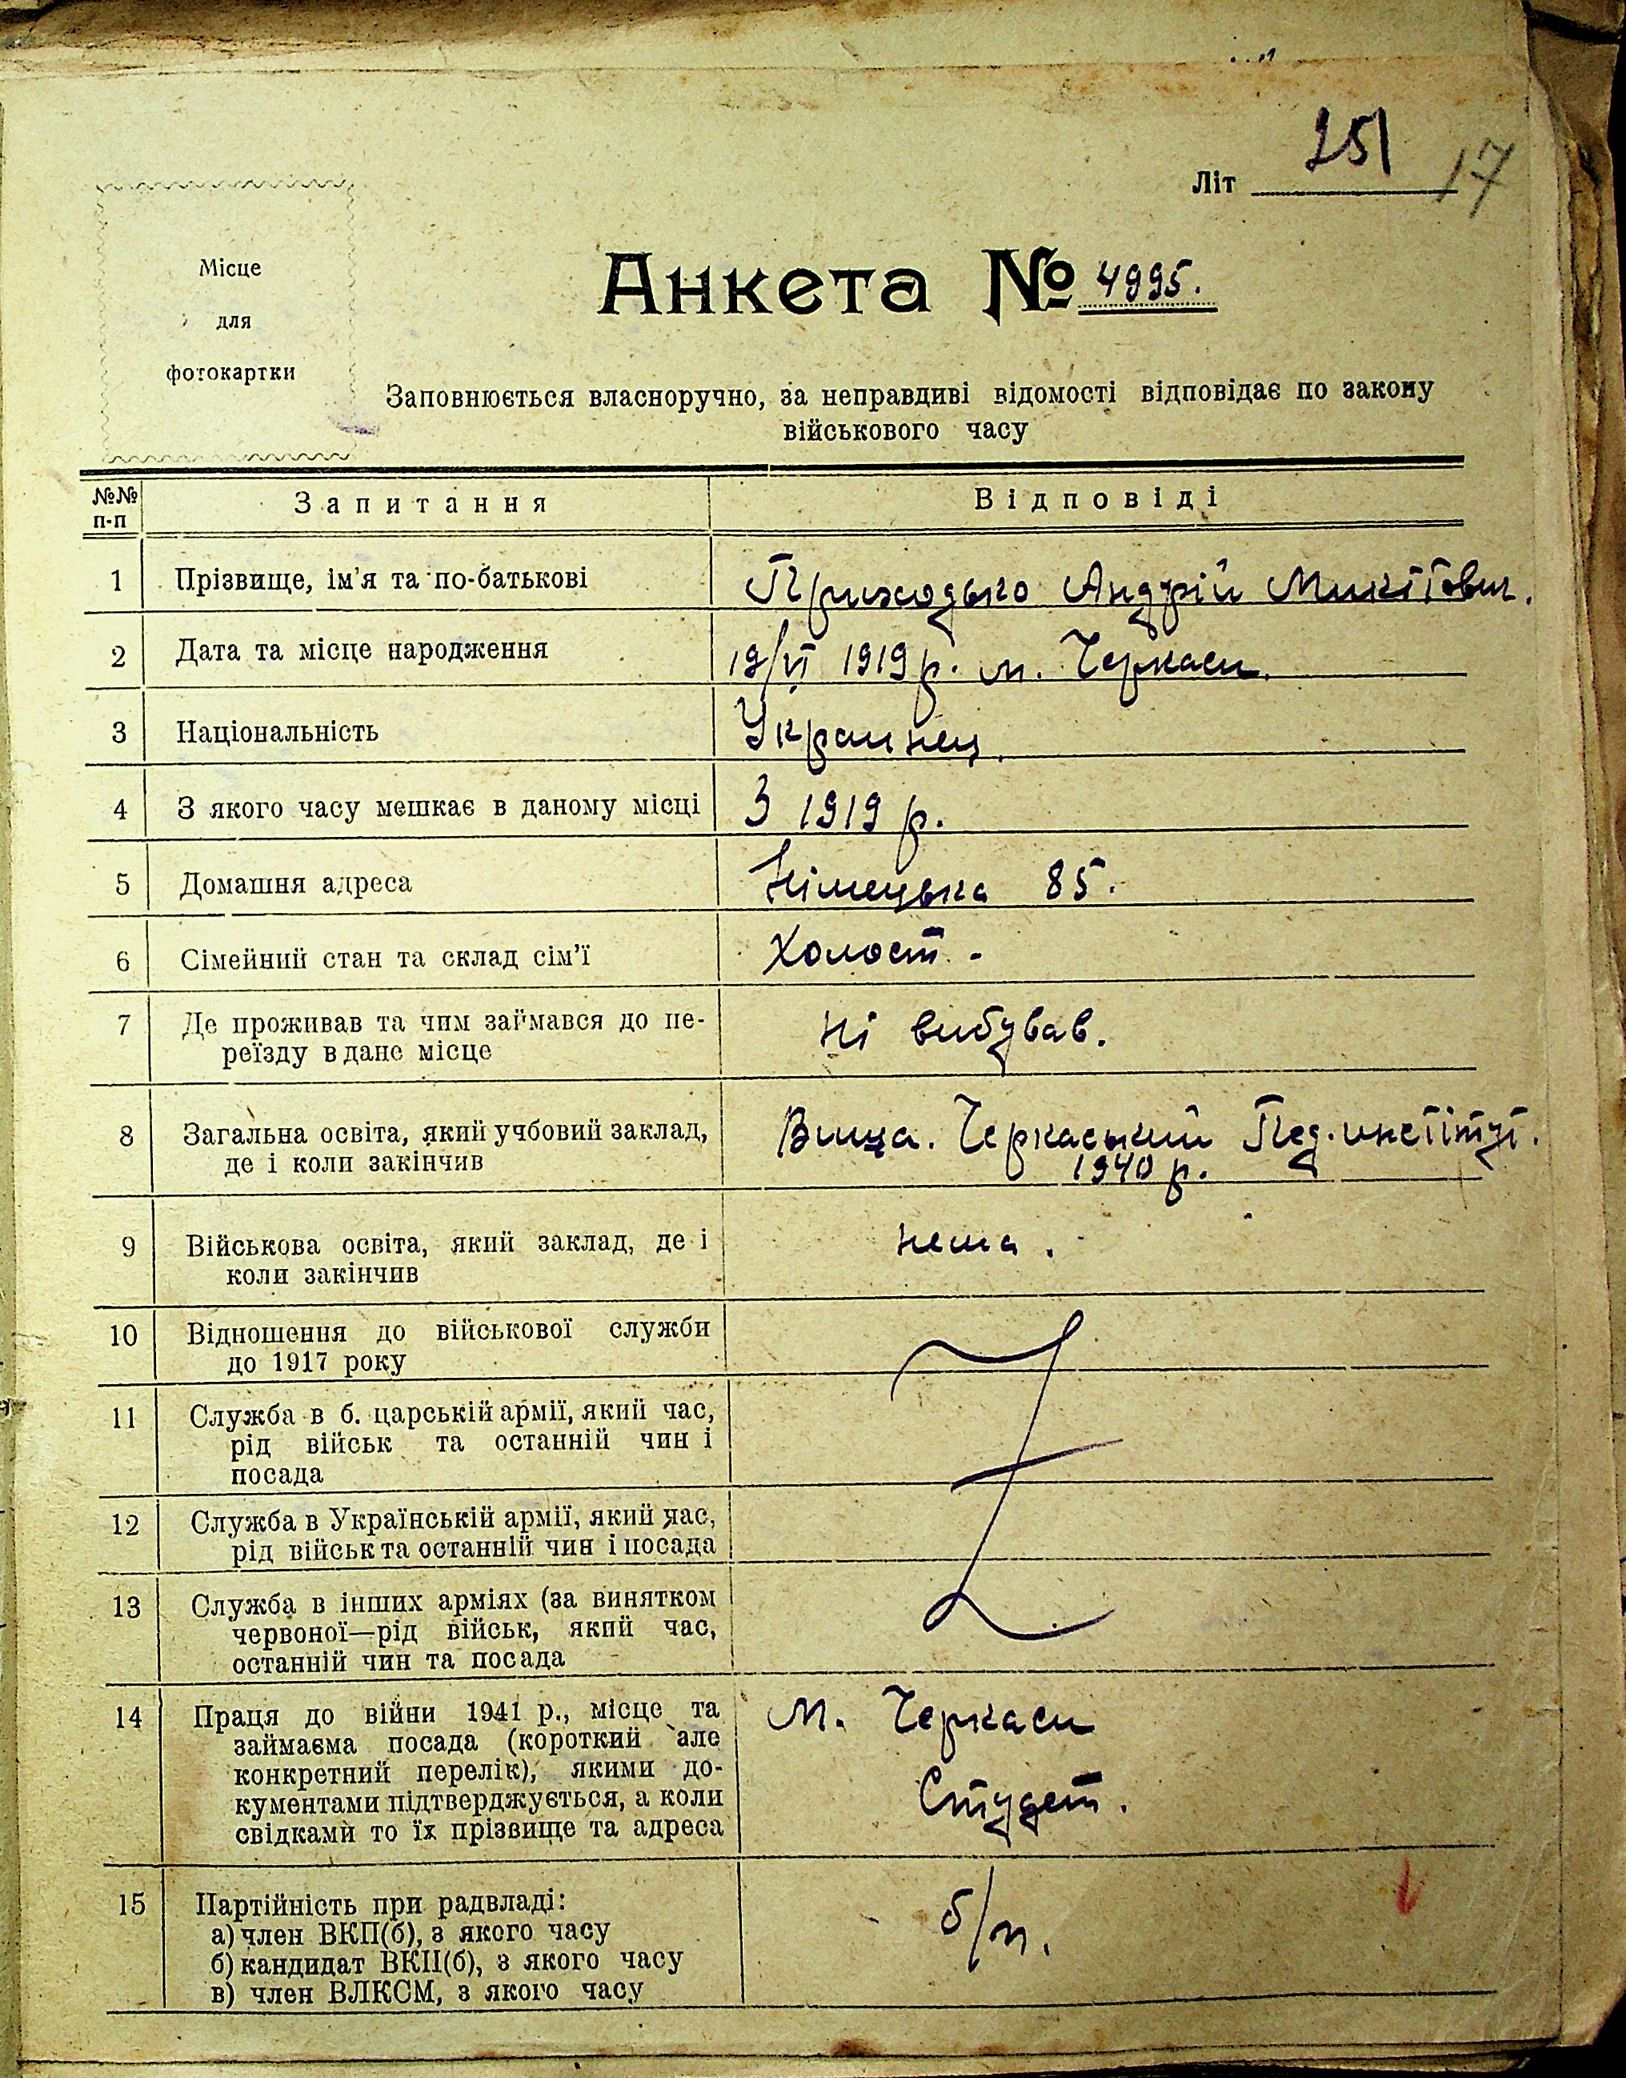 251
Літ 17
Місце
для
фотокартки
Анкета № 4995.
Заповнюється власноручно, за неправдиві відомості відповідає по закону
військового часу
№№ п-п Запитання Відповіді
1 Прізвище, ім'я та по-батькові Приходько Андрій Микітович.
2 Дата та місце народження 19/VI 1919 р. м. Черкаси.
3 Національність Украинец.
4 З якого часу мешкає в даному місці З 1919 р.
5 Домашня адреса Німецька 85.
6 Сімейний стан та склад сім'ї Холост.-
7 Де проживав та чим займався до пе-
реїзду в дане місце Ні вибував.
8 Загальна освіта, який учбовий заклад, Вища. Черкаський Пед.инстітут.
де і коли закінчив 1940 р.
9 Військова освіта, який заклад, де і нема.
коли закінчив
10 Відношення до військової служби
до 1917 року
11 Служба в б. царській армії, який час,
рід військ та останній чин і
посада
12 Служба в Українській армії, який час,
рід військ та останній чин і посада
13 Служба в інших арміях (за винятком
червоної—рід військ, який час,
останній чин та посада
14 Праця до війни 1941 р., місце та м. Черкаси
займаєма посада (короткий але
конкретний перелік), якими до-
кументами підтверджується, а коли Студет.
свідками то їх прізвище та адреса
15 Партійність при радвладі: б/п.
а) член ВКП(б), з якого часу
б) кандидат ВКП(б), з якого часу
в) член ВЛКСМ, з якого часу